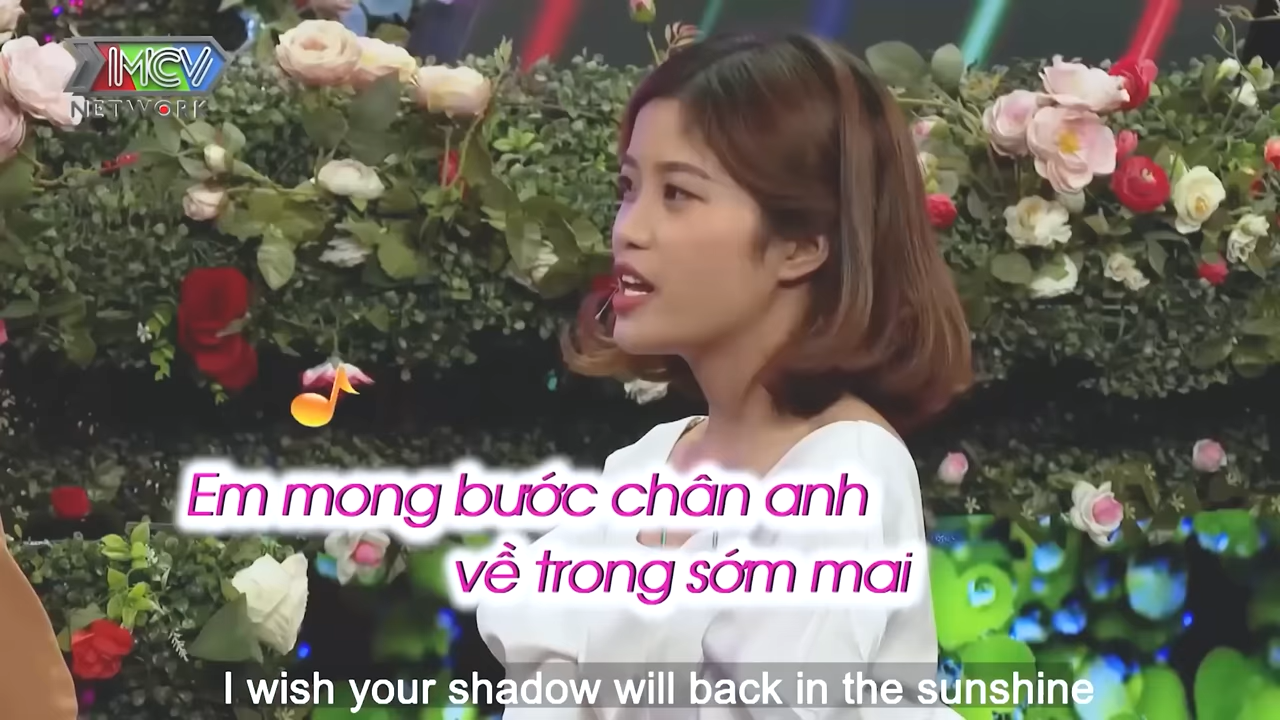 MCV
NETWORK
Em mong bước chân anh
về trong sớm mai
I wish your shadow will back in the sunshine